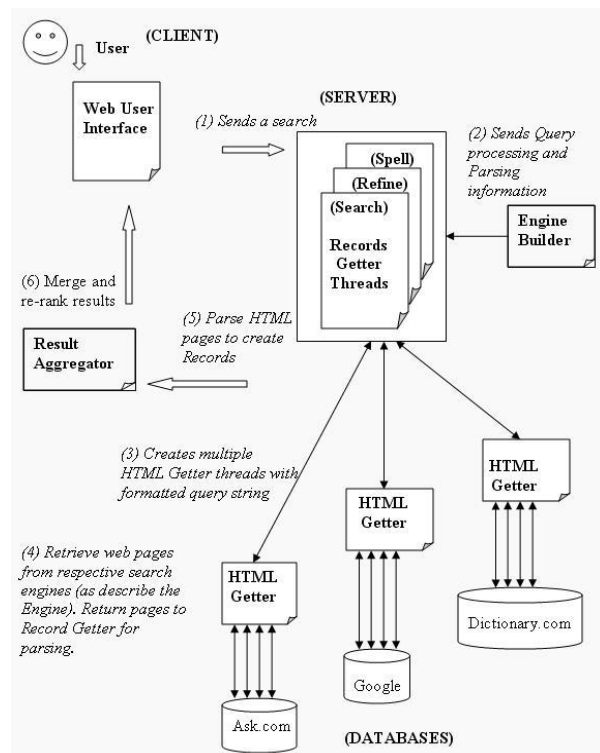 (CLIENT)
User
Web User
Interface
(1) Sends a search
(SERVER)
(Spell)
(Refine)
(Search)
Records
Getter
Threads
(2) Sends Query
processing and
Parsing
information
Engine
Builder
(6) Merge and
re-rank results
(5) Parse HTML
pages to create
Records
Result
Aggregator
(3) Creates multiple
HTML Getter threads with
formatted query string
HTML
Getter
HTML
Getter
(4) Retrieve web pages
from respective search
engines (as describe the
Engine). Return pages to
Record Getter for
parsing.
HTML
Getter
Dictionary.com
Google
Ask.com
(DATABASES)